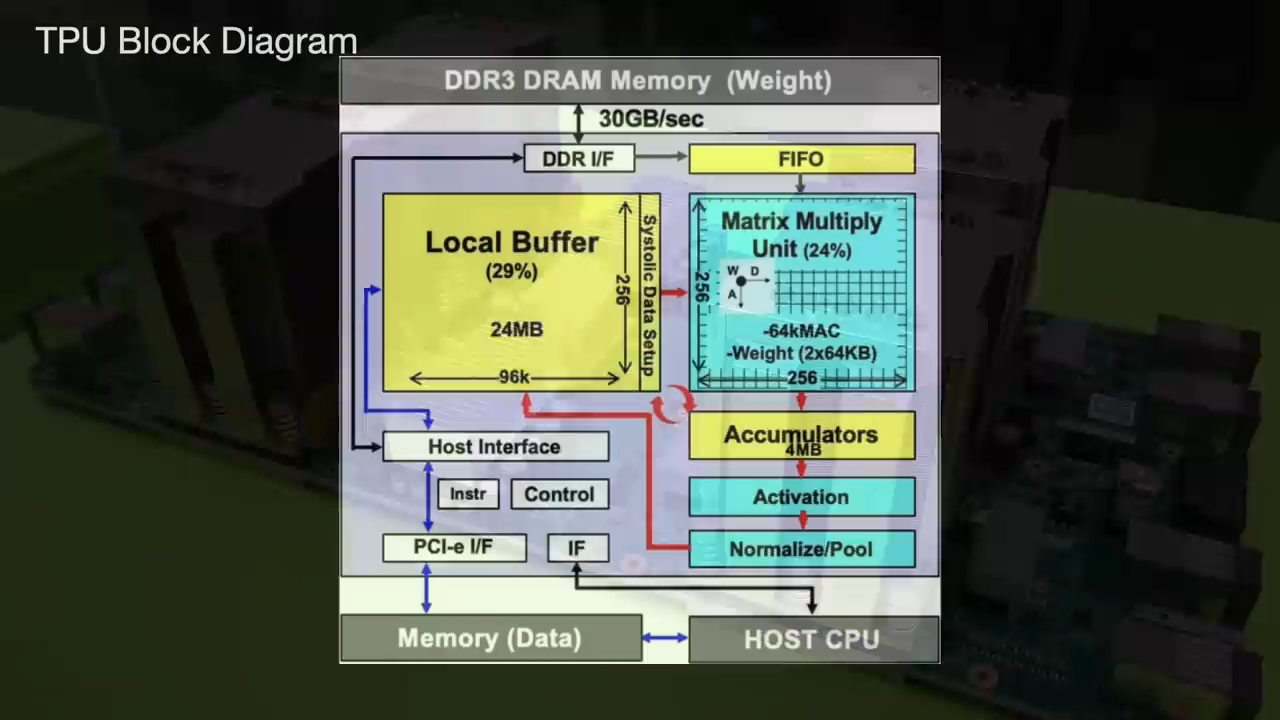 TPU Block Diagram
DDR3 DRAM Memory (Weight)
30GB/sec
DDR I/F
FIFO
Local Buffer
(29%)
24MB
96k
256
Systolic Data Setup
Matrix Multiply
Unit (24%)
W D
A
256
-64kMAC
-Weight (2x64KB)
256
Accumulators
4MB
Activation
Normalize/Pool
Host Interface
Instr
Control
PCI-e I/F
IF
Memory (Data)
HOST CPU